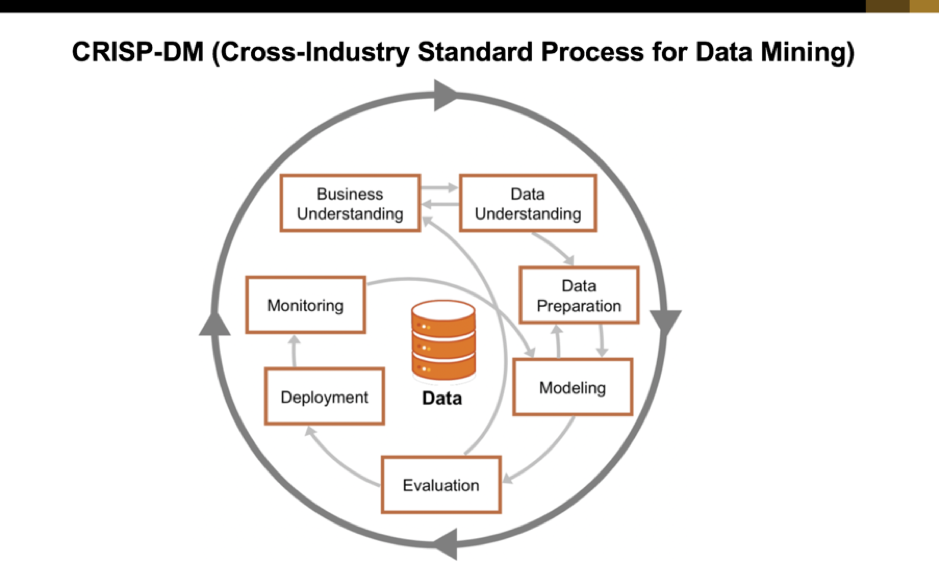 CRISP-DM (Cross-Industry Standard Process for Data Mining)
Business
Understanding
Data
Understanding
Data
Preparation
Monitoring
Modeling
Deployment
Data
Evaluation